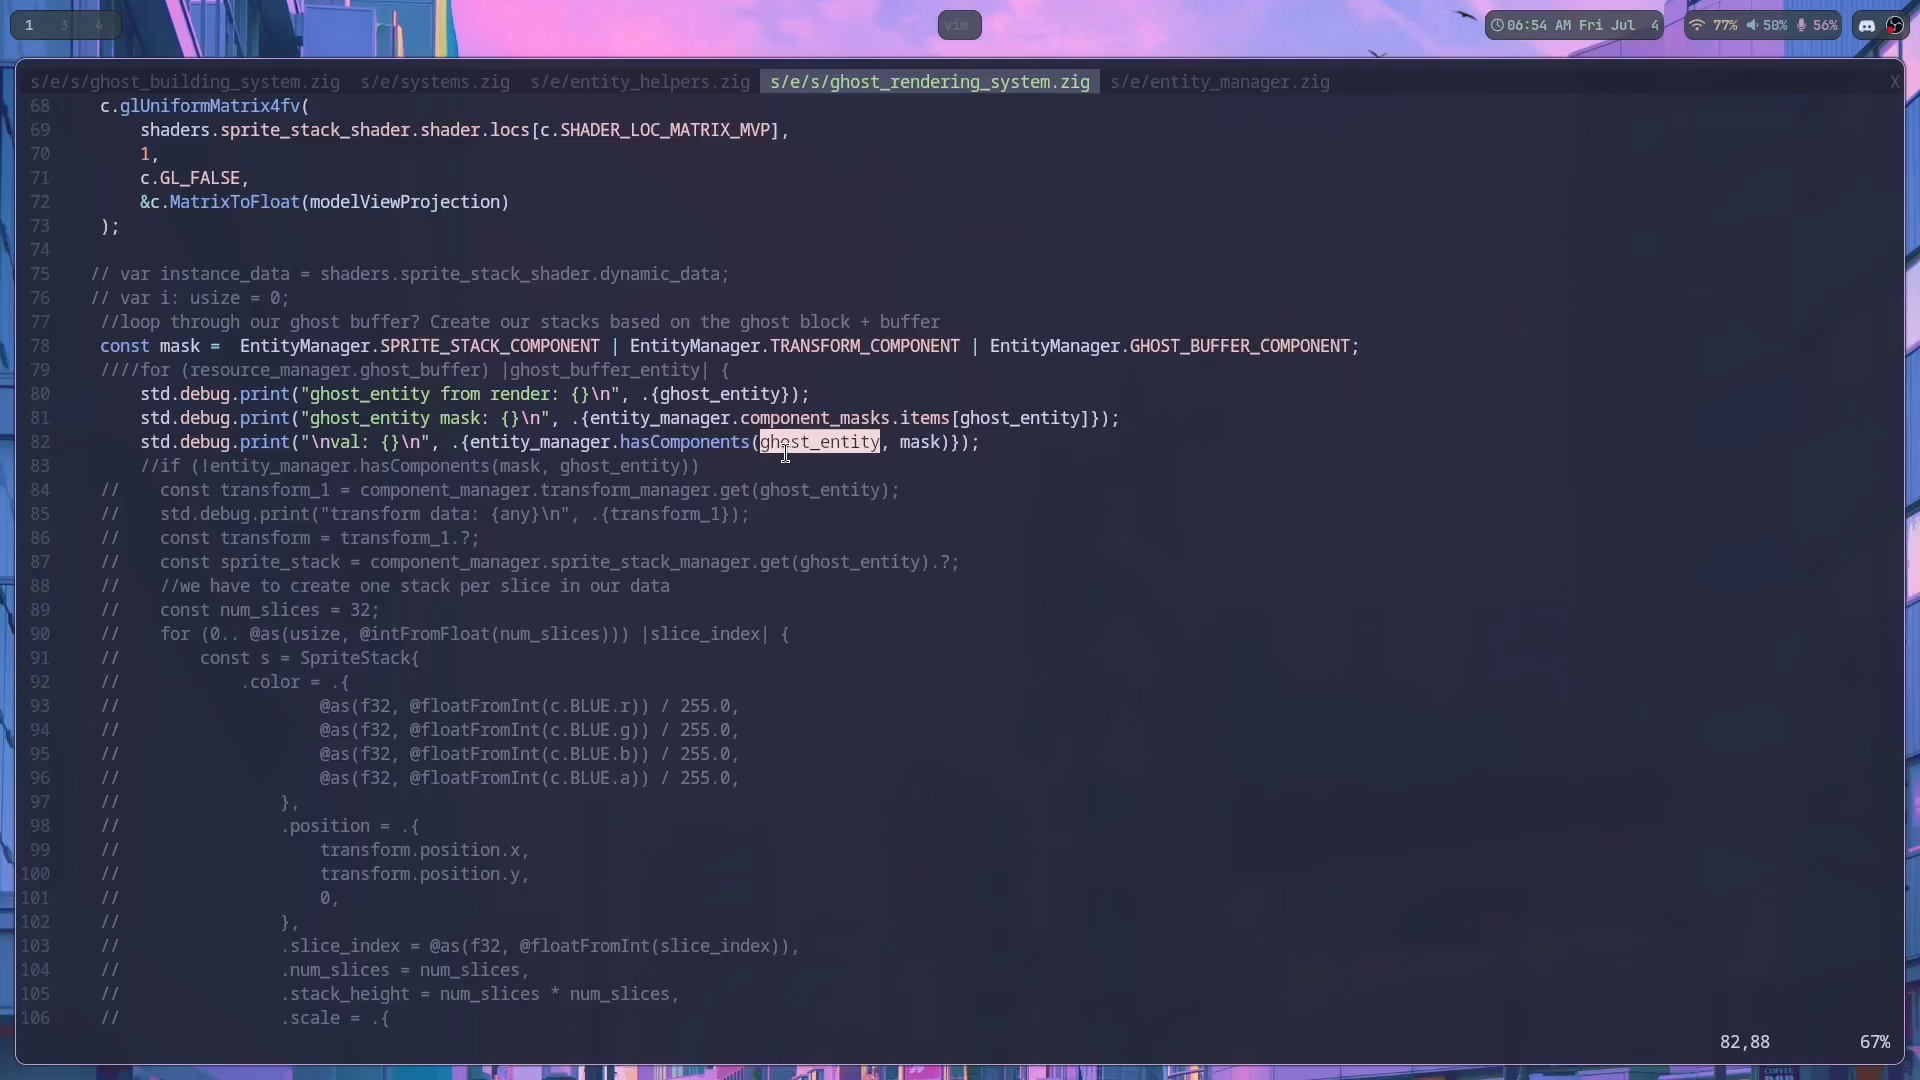 1 3 4
vim
06:54 AM Fri Jul 4
77% 50% 56%
s/e/s/ghost_building_system.zig s/e/systems.zig s/e/entity_helpers.zig s/e/s/ghost_rendering_system.zig s/e/entity_manager.zig X
68 c.glUniformMatrix4fv(
69 shaders.sprite_stack_shader.shader.locs[c.SHADER_LOC_MATRIX_MVP],
70 1,
71 c.GL_FALSE,
72 &c.MatrixToFloat(modelViewProjection)
73 );
74
75 // var instance_data = shaders.sprite_stack_shader.dynamic_data;
76 // var i: usize = 0;
77 //loop through our ghost buffer? Create our stacks based on the ghost block + buffer
78 const mask =  EntityManager.SPRITE_STACK_COMPONENT | EntityManager.TRANSFORM_COMPONENT | EntityManager.GHOST_BUFFER_COMPONENT;
79 ////for (resource_manager.ghost_buffer) |ghost_buffer_entity| {
80 std.debug.print("ghost_entity from render: {}\n", .{ghost_entity});
81 std.debug.print("ghost_entity mask: {}\n", .{entity_manager.component_masks.items[ghost_entity]});
82 std.debug.print("\nval: {}\n", .{entity_manager.hasComponents(ghost_entity, mask)});
83 //if (!entity_manager.hasComponents(mask, ghost_entity))
84 //    const transform_1 = component_manager.transform_manager.get(ghost_entity);
85 //    std.debug.print("transform data: {any}\n", .{transform_1});
86 //    const transform = transform_1.?;
87 //    const sprite_stack = component_manager.sprite_stack_manager.get(ghost_entity).?;
88 //    //we have to create one stack per slice in our data
89 //    const num_slices = 32;
90 //    for (0.. @as(usize, @intFromFloat(num_slices))) |slice_index| {
91 //        const s = SpriteStack{
92 //            .color = .{
93 //                    @as(f32, @floatFromInt(c.BLUE.r)) / 255.0,
94 //                    @as(f32, @floatFromInt(c.BLUE.g)) / 255.0,
95 //                    @as(f32, @floatFromInt(c.BLUE.b)) / 255.0,
96 //                    @as(f32, @floatFromInt(c.BLUE.a)) / 255.0,
97 //                },
98 //                .position = .{
99 //                    transform.position.x,
100 //                    transform.position.y,
101 //                    0,
102 //                },
103 //                .slice_index = @as(f32, @floatFromInt(slice_index)),
104 //                .num_slices = num_slices,
105 //                .stack_height = num_slices * num_slices,
106 //                .scale = .{
82,88 67%